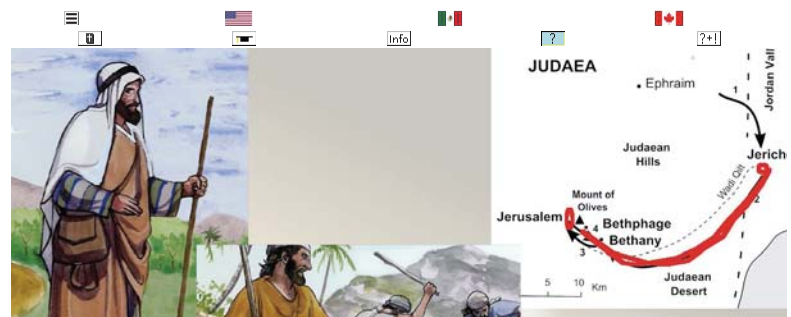 Info
?
?+!
JUDAEA
Ephraim
1
Jordan Vall
Judaean
Hills
Jeriche
Wadi Qilt
2
Mount of
Olives
Jerusalem
4
Bethphage
Bethany
3
Judaean
Desert
5 10 Km